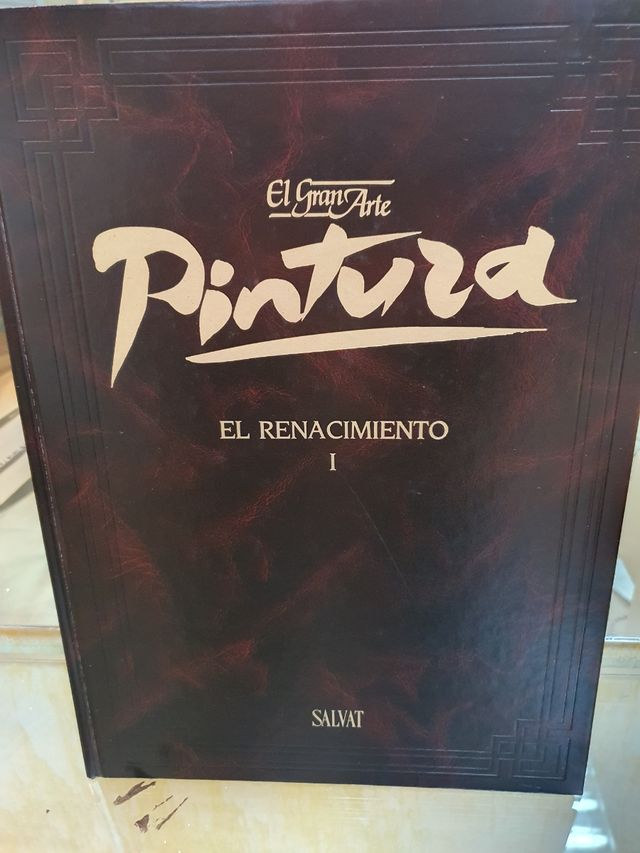 El Gran Arte
Pintura
EL RENACIMIENTO
I
SALVAT